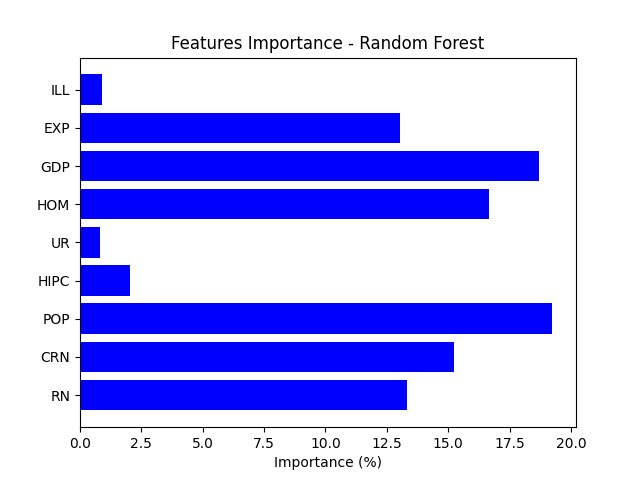 Features Importance - Random Forest
ILL
EXP
GDP
HOM
UR
HIPC
POP
CRN
RN
0.0 2.5 5.0 7.5 10.0 12.5 15.0 17.5 20.0
Importance (%)